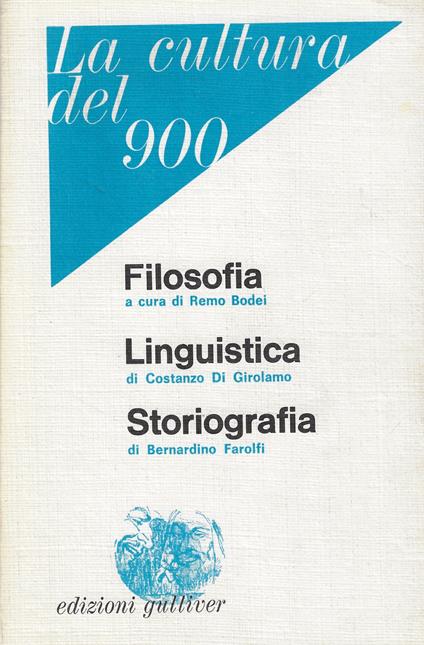 La cultura
del
900
Filosofia
a cura di Remo Bodei
Linguistica
di Costanzo Di Girolamo
Storiografia
di Bernardino Farolfi
edizioni gulliver